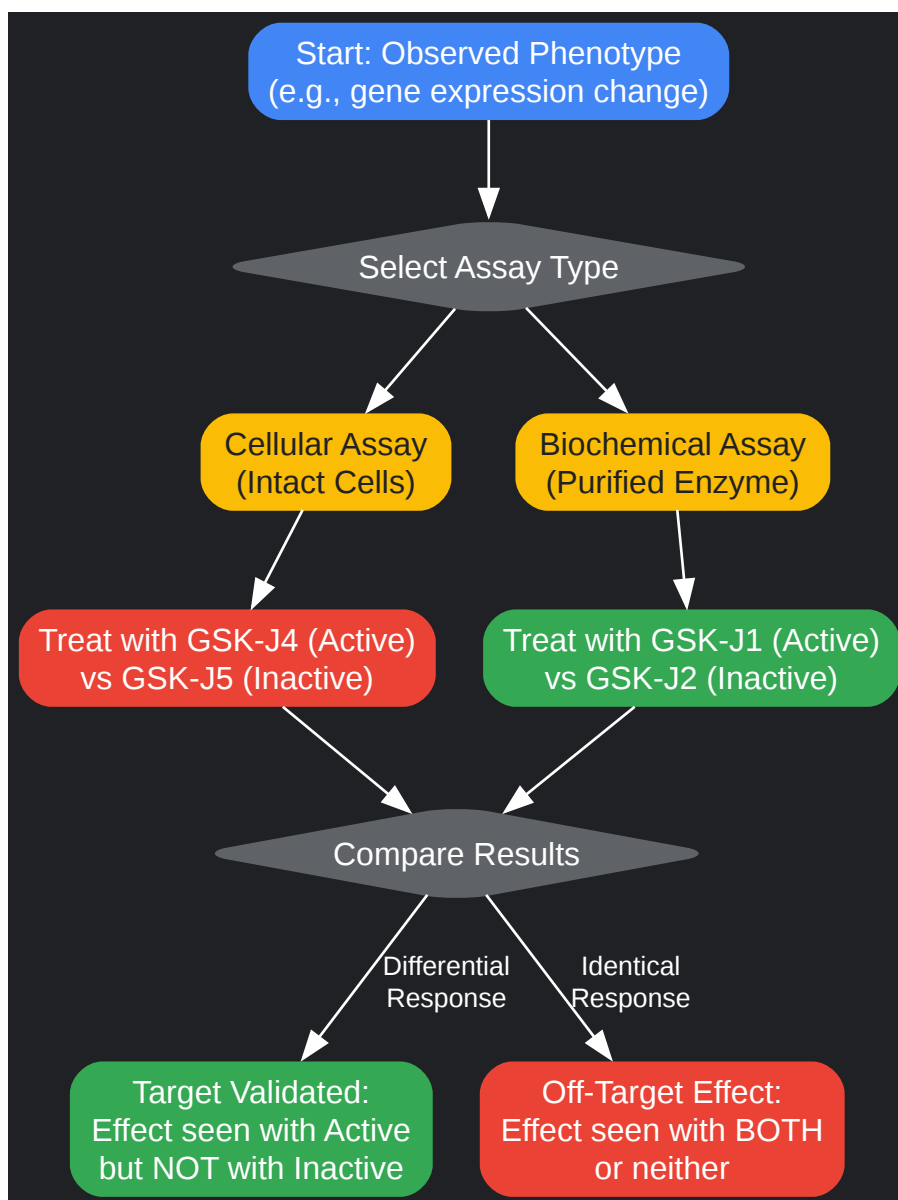 Start: Observed Phenotype
(e.g., gene expression change)
Select Assay Type
Cellular Assay
(Intact Cells)
Biochemical Assay
(Purified Enzyme)
Treat with GSK-J4 (Active)
vs GSK-J5 (Inactive)
Treat with GSK-J1 (Active)
vs GSK-J2 (Inactive)
Compare Results
Differential
Response
Identical
Response
Target Validated:
Effect seen with Active
but NOT with Inactive
Off-Target Effect:
Effect seen with BOTH
or neither